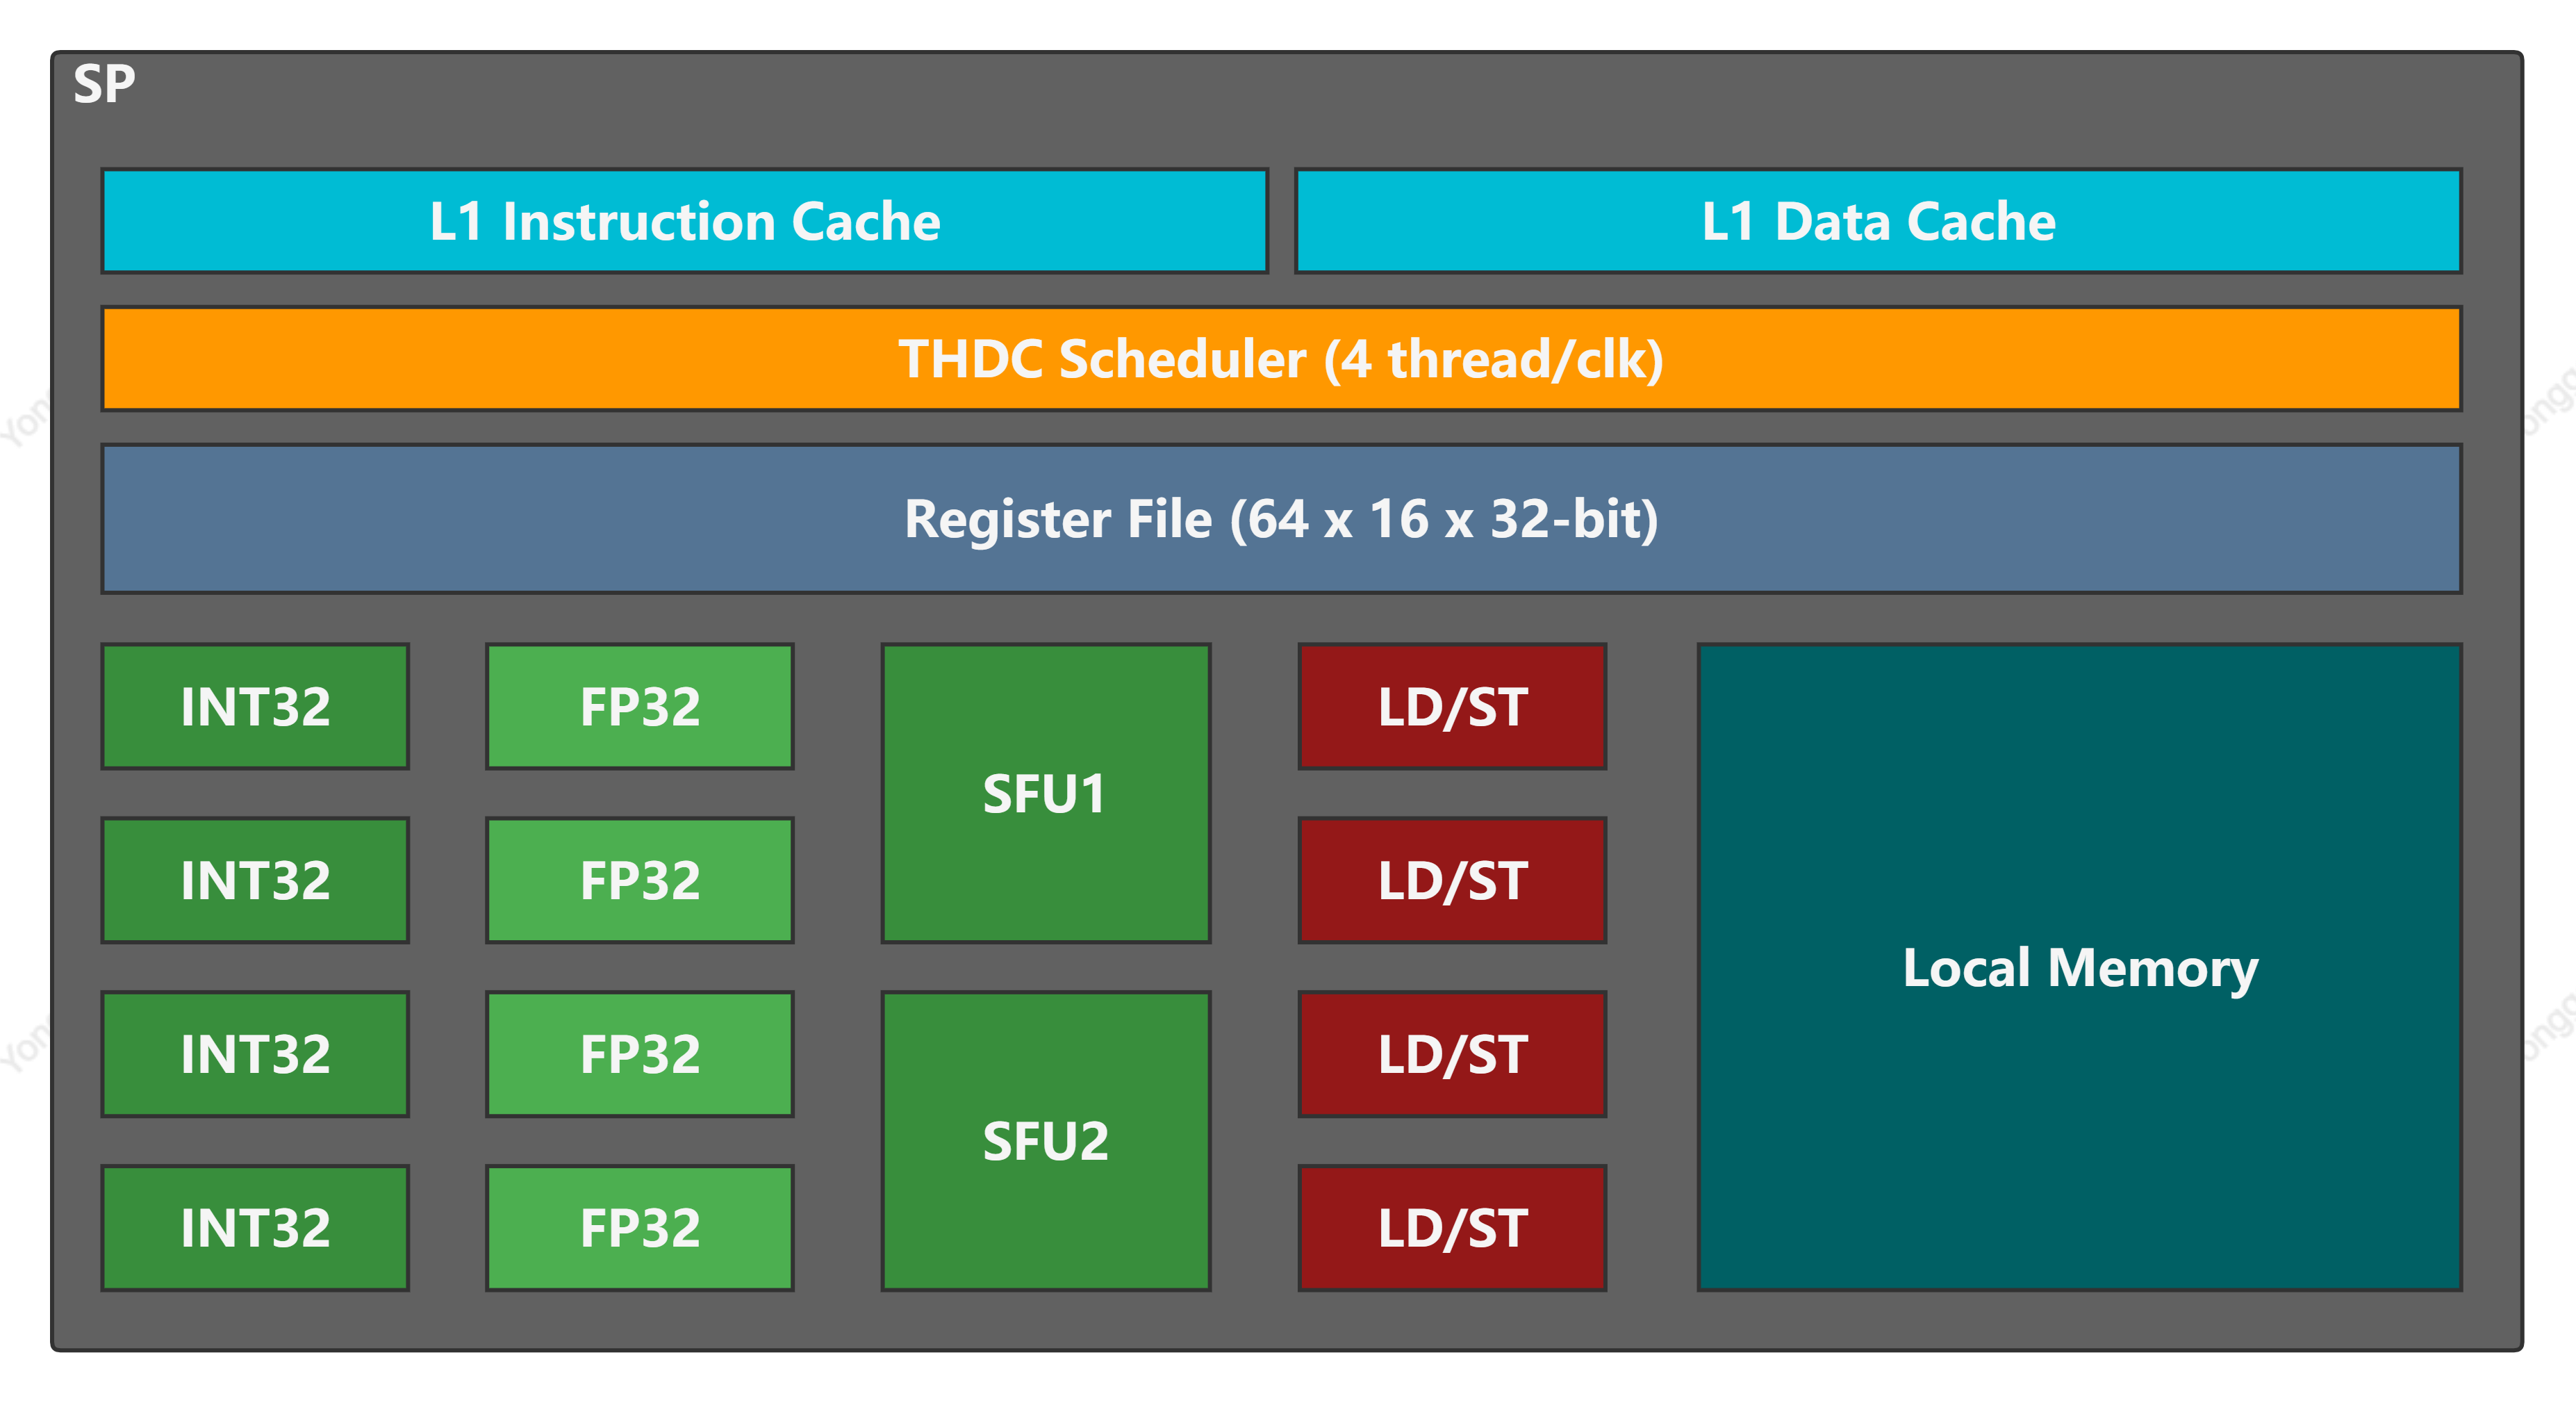 SP
L1 Instruction Cache
L1 Data Cache
THDC Scheduler (4 thread/clk)
Register File (64 x 16 x 32-bit)
INT32
FP32
SFU1
LD/ST
Local Memory
INT32
FP32
LD/ST
INT32
FP32
SFU2
LD/ST
INT32
FP32
LD/ST